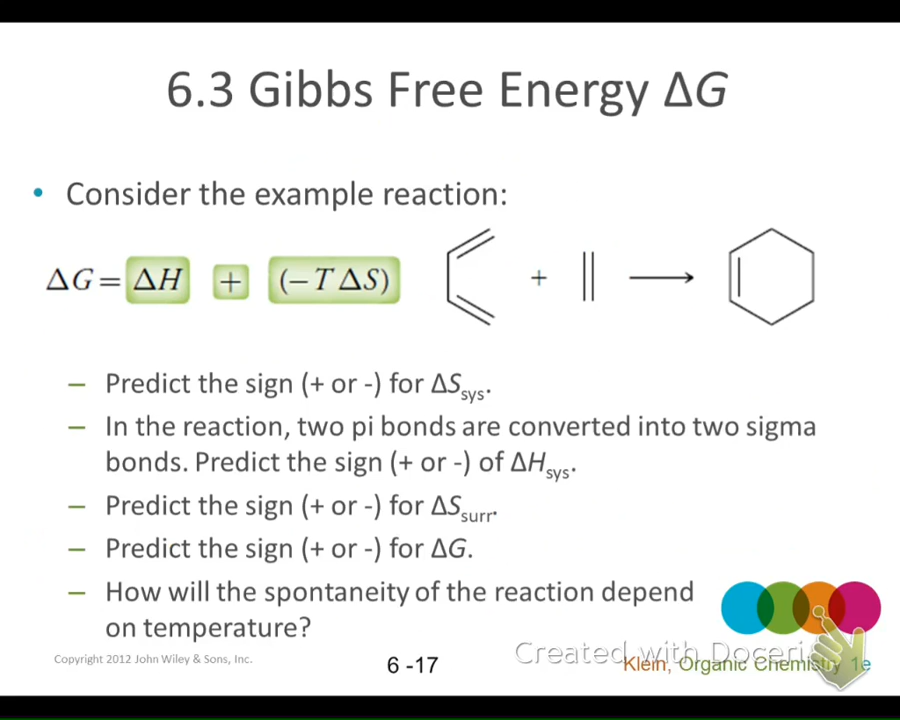 6.3 Gibbs Free Energy ΔG
• Consider the example reaction:
ΔG = ΔH + (−T ΔS) +
– Predict the sign (+ or -) for ΔSsys.
– In the reaction, two pi bonds are converted into two sigma
bonds. Predict the sign (+ or -) of ΔHsys.
– Predict the sign (+ or -) for ΔSsurr.
– Predict the sign (+ or -) for ΔG.
– How will the spontaneity of the reaction depend
on temperature?
Copyright 2012 John Wiley & Sons, Inc.
6 -17
Created with Doceri
Klein, Organic Chemistry 1e